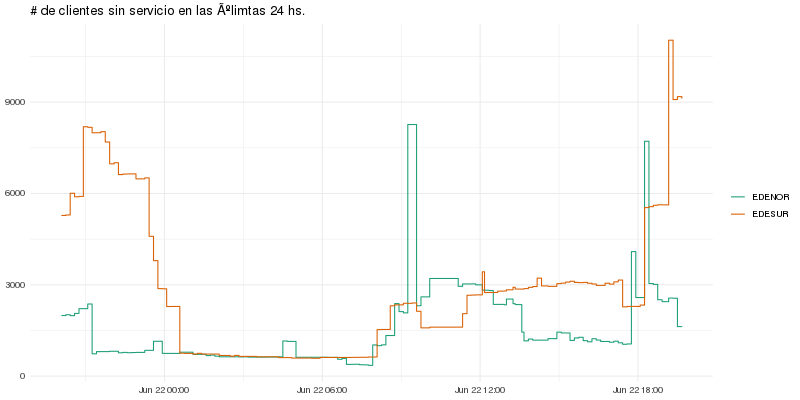 # de clientes sin servicio en las Ãºlimtas 24 hs.
9000
6000
3000
0
Jun 22 00:00
Jun 22 06:00
Jun 22 12:00
Jun 22 18:00
EDENOR
EDESUR